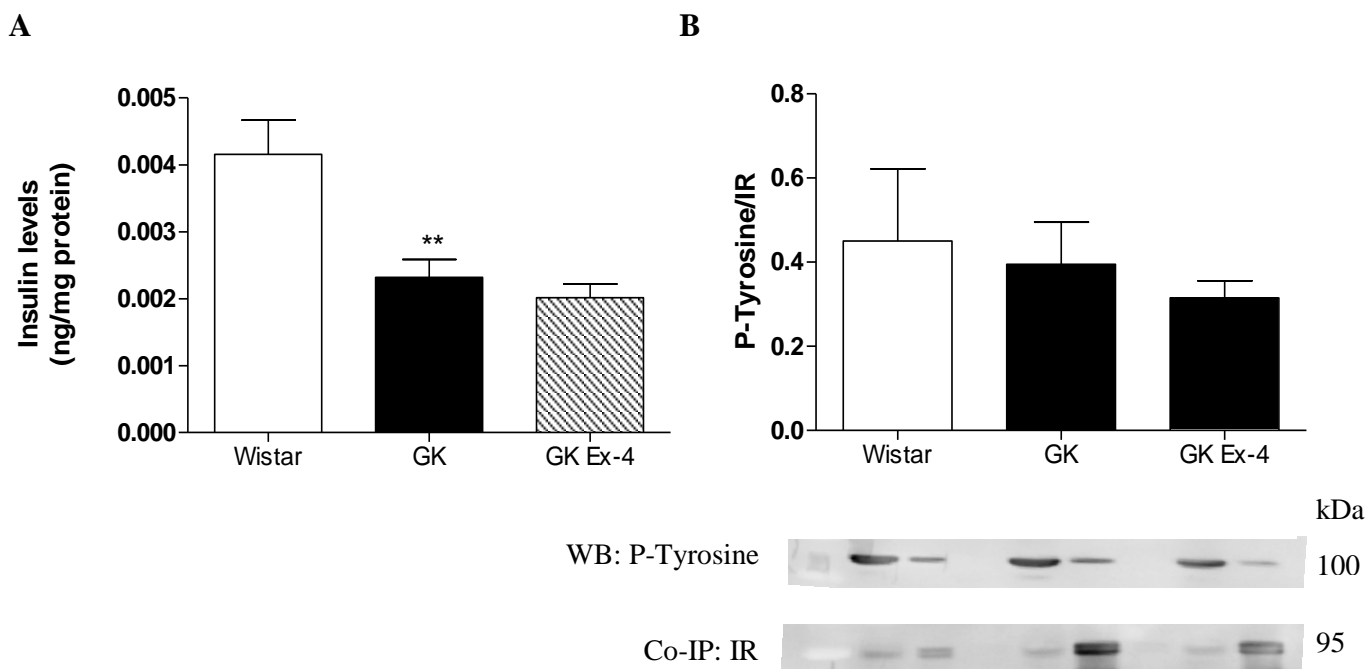 A
B
Insulin levels
(ng/mg protein)
0.005
0.004
0.003
0.002
0.001
0.000
**
Wistar GK GK Ex-4
P-Tyrosine/IR
0.8
0.6
0.4
0.2
0.0
Wistar GK GK Ex-4
kDa
WB: P-Tyrosine
100
Co-IP: IR
95